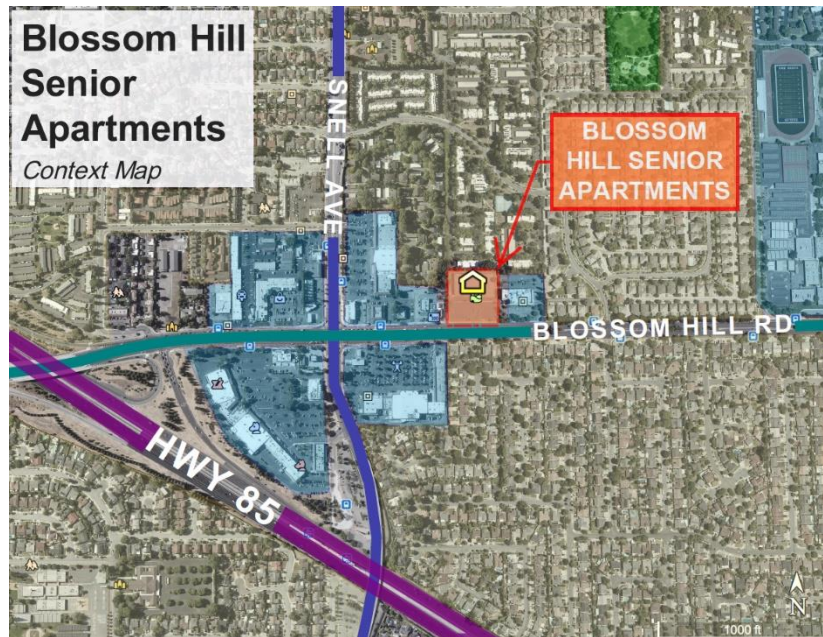 Blossom Hill
Senior
Apartments
Context Map
SNELL AVE
BLOSSOM
HILL SENIOR
APARTMENTS
BLOSSOM HILL RD
HWY 85
N
1000 ft